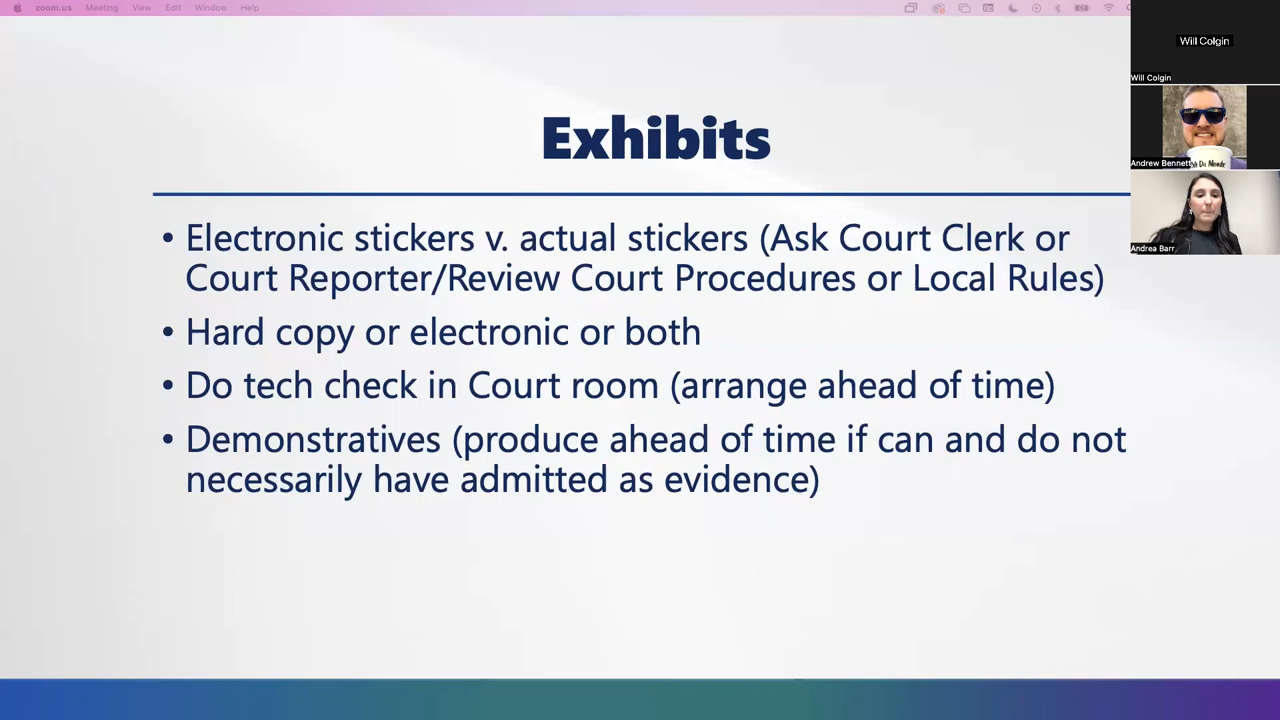 zoom.us Meeting View Edit Window Help
Will Colgin
Will Colgin
Andrew Bennett
Du Monde
Andrea Barr
Exhibits
• Electronic stickers v. actual stickers (Ask Court Clerk or
Court Reporter/Review Court Procedures or Local Rules)
• Hard copy or electronic or both
• Do tech check in Court room (arrange ahead of time)
• Demonstratives (produce ahead of time if can and do not
necessarily have admitted as evidence)